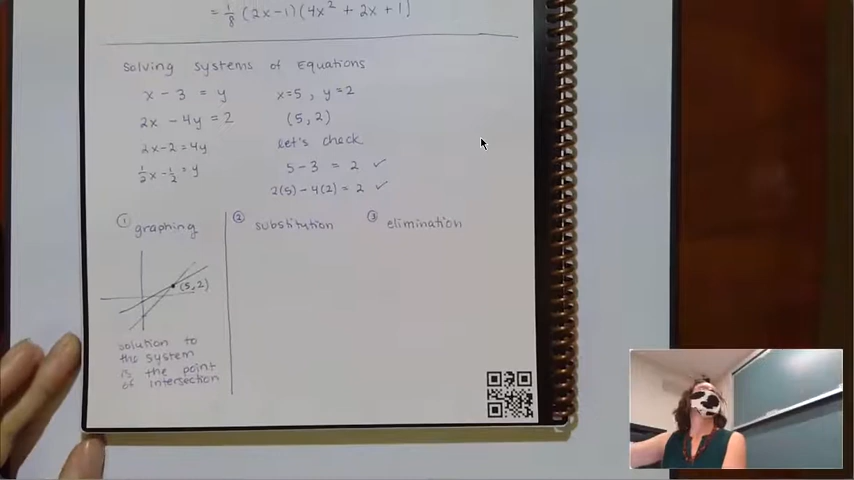 = 1/8 (2x-1)(4x² + 2x + 1]
solving systems of Equations
x - 3 = y
2x - 4y = 2
2x - 2 = 4y
1/2x - 1/2 = y
x=5, y=2
(5, 2)
let's check
5 - 3 = 2 ✓
2(5) - 4(2) = 2 ✓
① graphing
(5,2)
solution to
the system
is the point
of intersection
② substitution
③ elimination